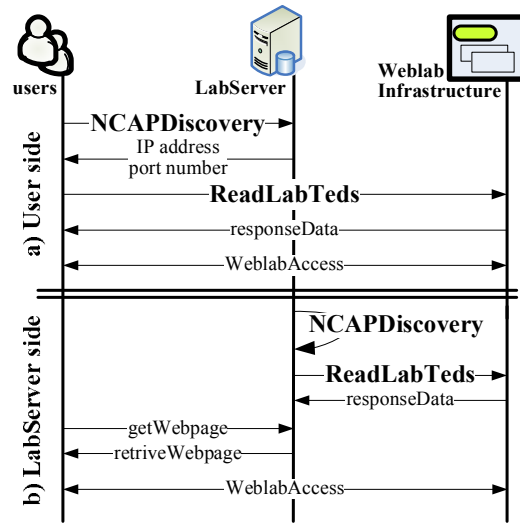 users
LabServer
Weblab
Infrastructure
a) User side
NCAPDiscovery
IP address
port number
ReadLabTeds
responseData
WeblabAccess
b) LabServer side
NCAPDiscovery
ReadLabTeds
responseData
getWebpage
retriveWebpage
WeblabAccess